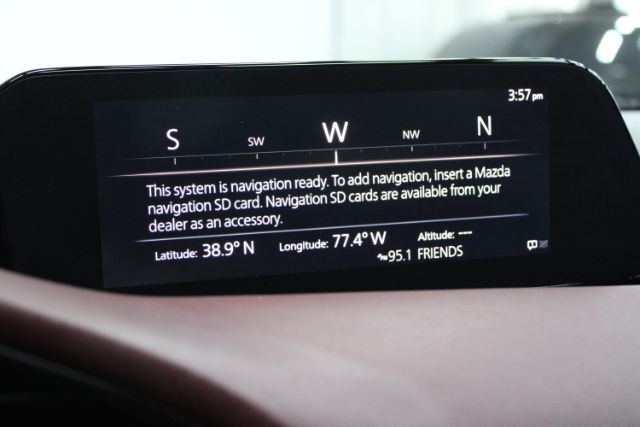 3:57 pm
S SW W NW N
This system is navigation ready. To add navigation, insert a Mazda
navigation SD card. Navigation SD cards are available from your
dealer as an accessory.
Latitude: 38.9° N Longitude: 77.4° W Altitude: ---
95.1 FRIENDS